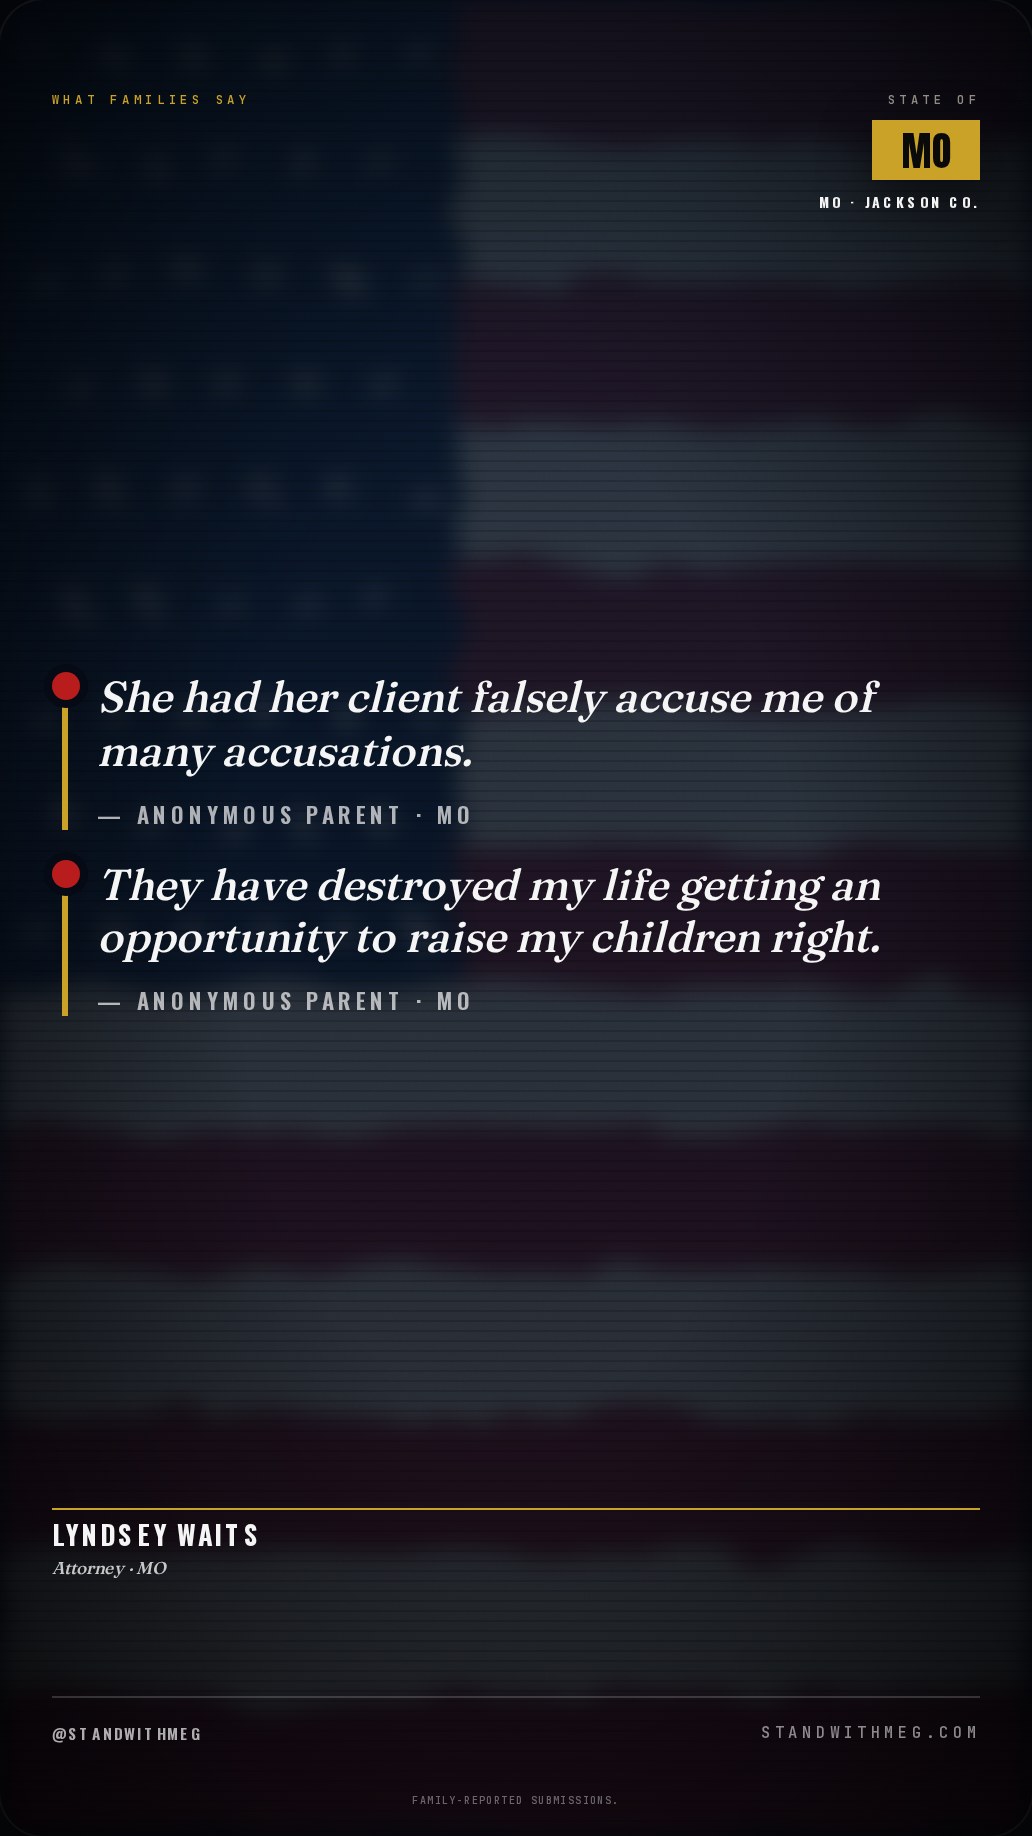 WHAT FAMILIES SAY
STATE OF
MO
MO · JACKSON CO.
She had her client falsely accuse me of
many accusations.
— ANONYMOUS PARENT · MO
They have destroyed my life getting an
opportunity to raise my children right.
— ANONYMOUS PARENT · MO
LYNDSEY WAITS
Attorney · MO
@STANDWITHMEG
STANDWITHMEG.COM
FAMILY-REPORTED SUBMISSIONS.